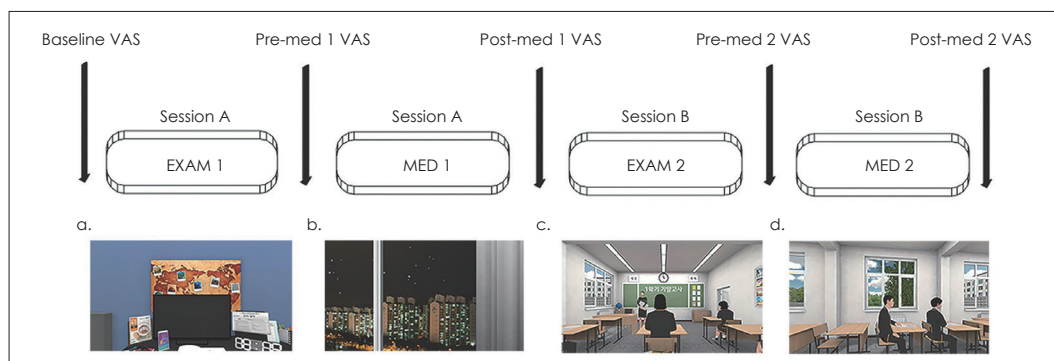 Baseline VAS
Pre-med 1 VAS
Post-med 1 VAS
Pre-med 2 VAS
Post-med 2 VAS
Session A
Session A
Session B
Session B
EXAM 1
MED 1
EXAM 2
MED 2
a.
b.
c.
d.
-1학기 기말고사